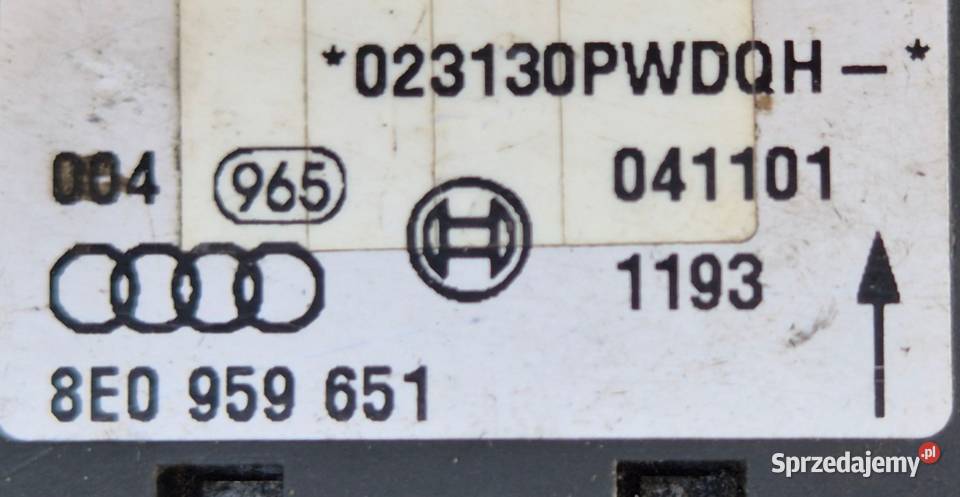 *023130PWDQH-*
004 965 041101
1193
8E0 959 651
Sprzedajemy.pl